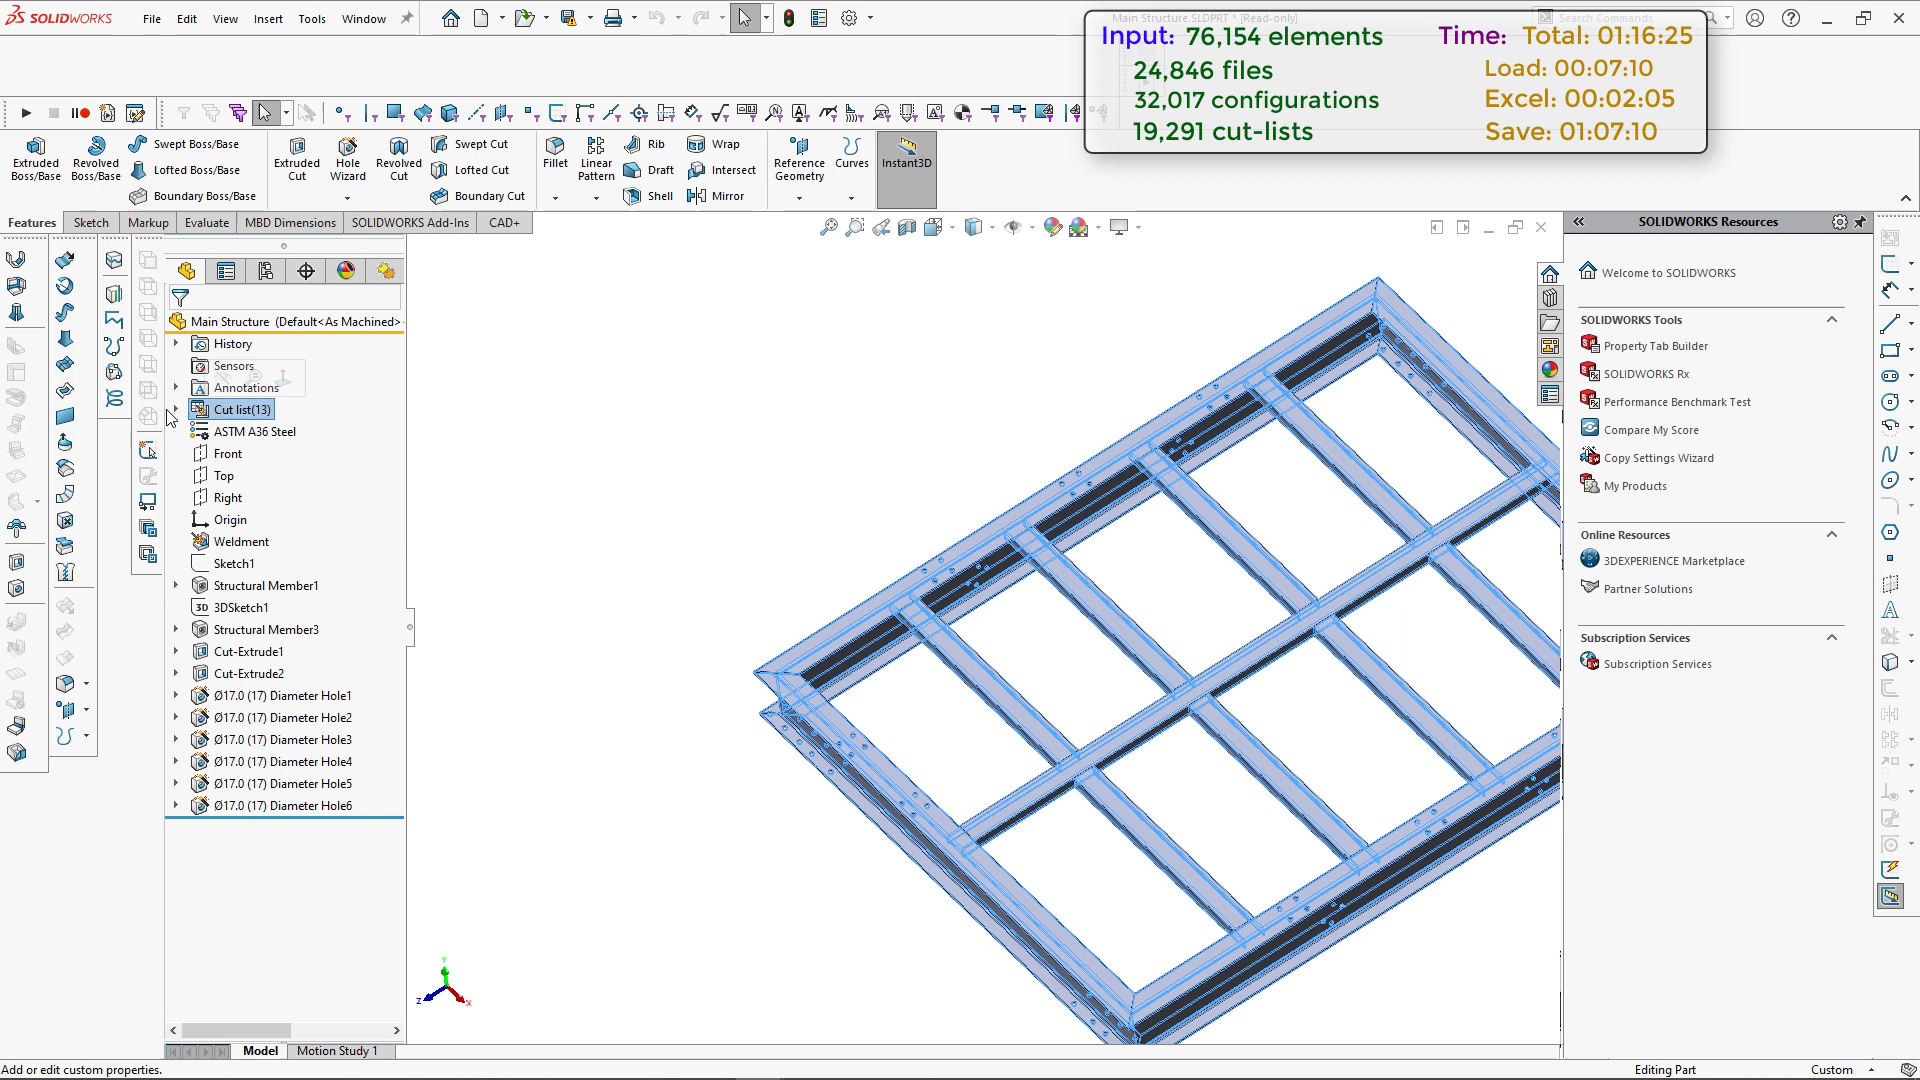 SOLIDWORKS
File
Edit
View
Insert
Tools
Window
Main Structure.SLDPRT * [Read-only]
Search Commands
Input: 76,154 elements
24,846 files
32,017 configurations
19,291 cut-lists
Time: Total: 01:16:25
Load: 00:07:10
Excel: 00:02:05
Save: 01:07:10
Extruded
Boss/Base
Revolved
Boss/Base
Swept Boss/Base
Lofted Boss/Base
Boundary Boss/Base
Extruded
Cut
Hole
Wizard
Revolved
Cut
Swept Cut
Lofted Cut
Boundary Cut
Fillet
Linear
Pattern
Rib
Draft
Shell
Wrap
Intersect
Mirror
Reference
Geometry
Curves
Instant3D
Features
Sketch
Markup
Evaluate
MBD Dimensions
SOLIDWORKS Add-Ins
CAD+
Main Structure (Default<As Machined>
History
Sensors
Annotations
Cut list(13)
ASTM A36 Steel
Front
Top
Right
Origin
Weldment
Sketch1
Structural Member1
3D 3DSketch1
Structural Member3
Cut-Extrude1
Cut-Extrude2
Ø17.0 (17) Diameter Hole1
Ø17.0 (17) Diameter Hole2
Ø17.0 (17) Diameter Hole3
Ø17.0 (17) Diameter Hole4
Ø17.0 (17) Diameter Hole5
Ø17.0 (17) Diameter Hole6
Y
Z
X
SOLIDWORKS Resources
Welcome to SOLIDWORKS
SOLIDWORKS Tools
Property Tab Builder
SOLIDWORKS Rx
Performance Benchmark Test
Compare My Score
Copy Settings Wizard
My Products
Online Resources
3DEXPERIENCE Marketplace
Partner Solutions
Subscription Services
Subscription Services
Model
Motion Study 1
Add or edit custom properties.
Editing Part
Custom